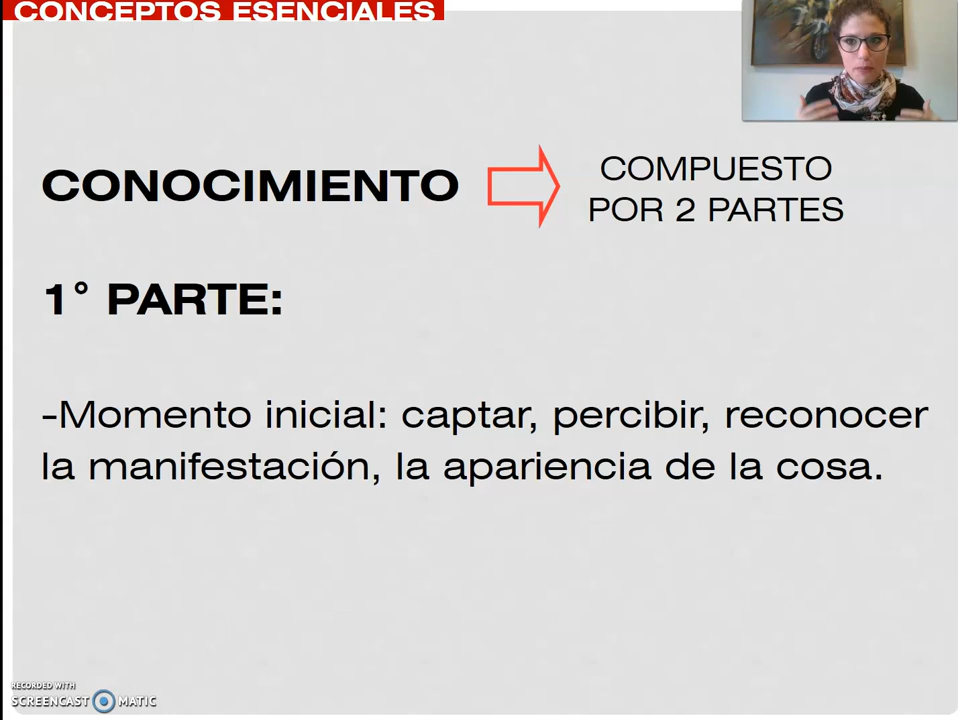 CONCEPTOS ESENCIALES
CONOCIMIENTO
COMPUESTO
POR 2 PARTES
1° PARTE:
-Momento inicial: captar, percibir, reconocer
la manifestación, la apariencia de la cosa.
RECORDED WITH
SCREENCAST MATIC